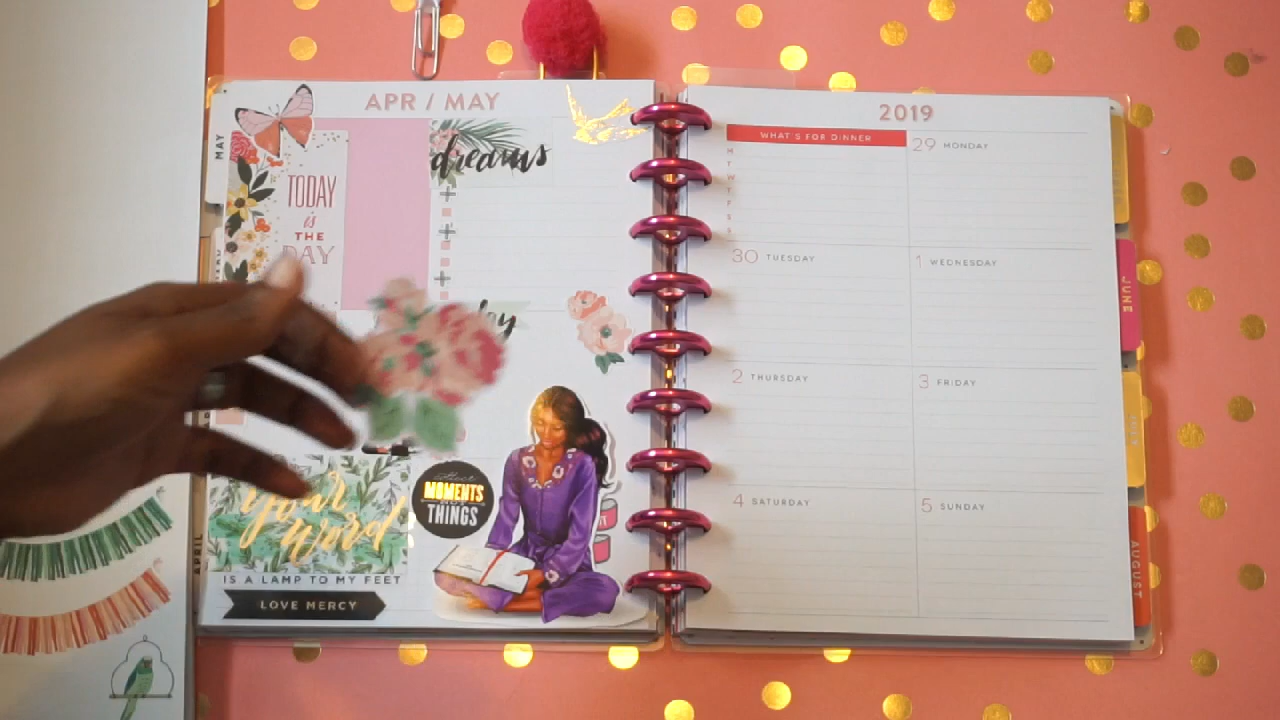 APR / MAY
MAY
TODAY
is
THE
DAY
dreams
your
word
IS A LAMP TO MY FEET
LOVE MERCY
MOMENTS
THINGS
APRIL
2019
WHAT'S FOR DINNER
M
T
W
T
F
S
S
29 MONDAY
30 TUESDAY
1 WEDNESDAY
2 THURSDAY
3 FRIDAY
4 SATURDAY
5 SUNDAY
JUNE
AUGUST